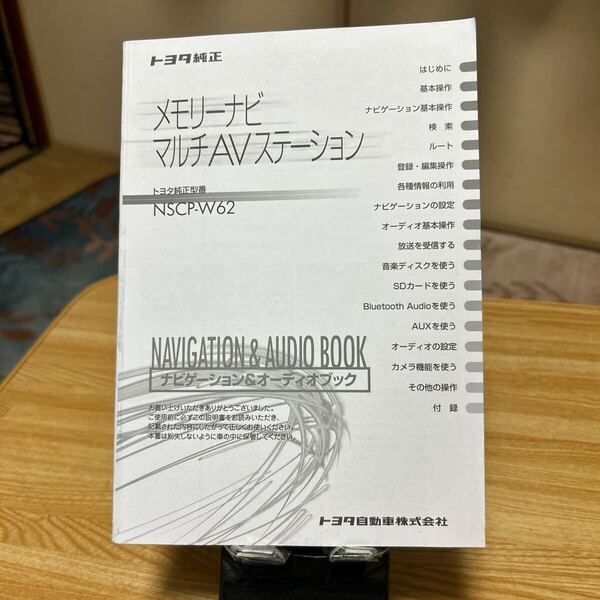 トヨタ純正
メモリーナビ
マルチAVステーション
トヨタ純正型番
NSCP-W62
はじめに
基本操作
ナビゲーション基本操作
検 索
ルート
登録・編集操作
各種情報の利用
ナビゲーションの設定
オーディオ基本操作
放送を受信する
音楽ディスクを使う
SDカードを使う
Bluetooth Audioを使う
AUXを使う
オーディオの設定
カメラ機能を使う
その他の操作
付 録
NAVIGATION & AUDIO BOOK
ナビゲーション&オーディオブック
お買い上げいただきありがとうございました。
ご使用前に必ずこの説明書をお読みいただき、
記載された内容にしたがって正しくお使いください。
本書は紛失しないように車の中に保管してください。
トヨタ自動車株式会社